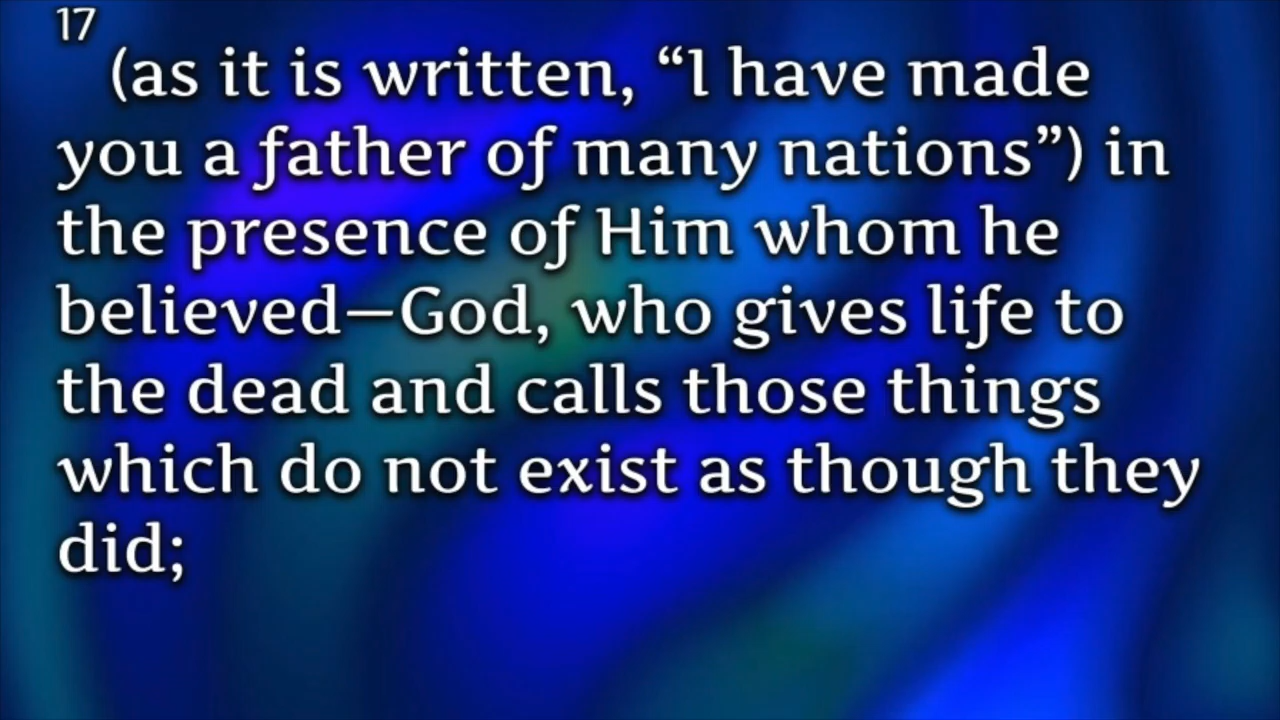 17
(as it is written, “I have made
you a father of many nations”) in
the presence of Him whom he
believed—God, who gives life to
the dead and calls those things
which do not exist as though they
did;